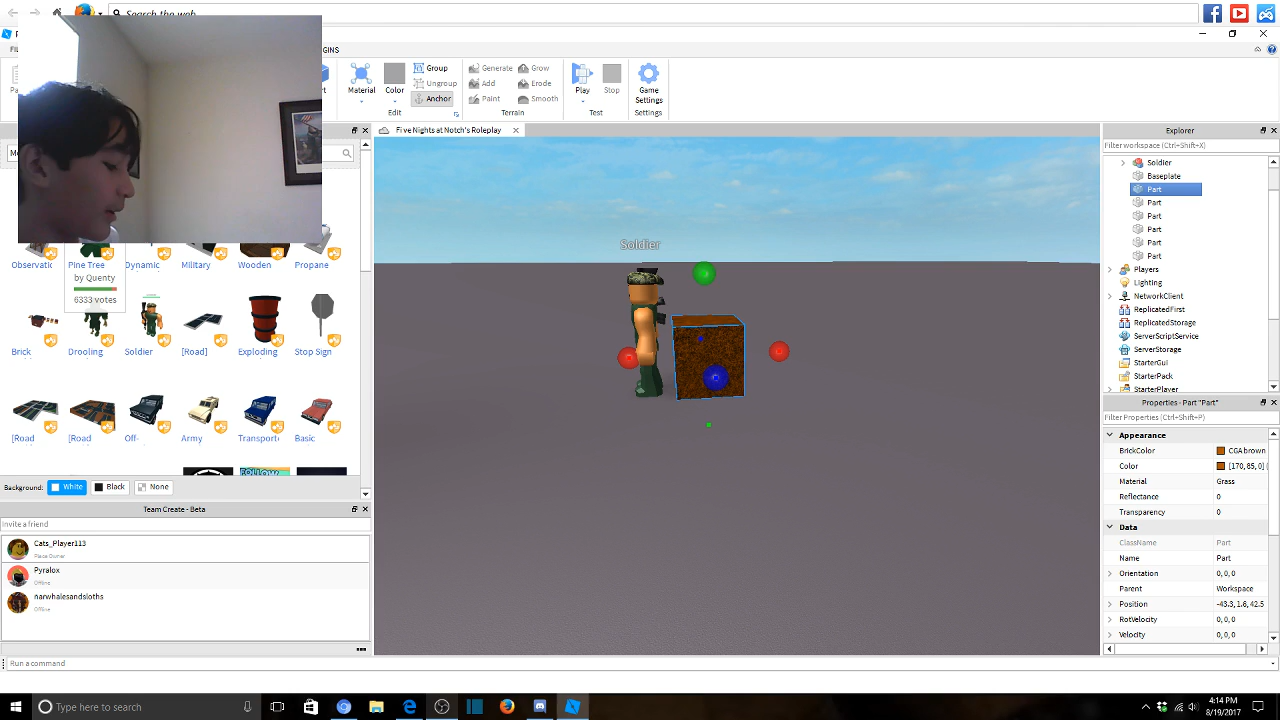 Search the web
GINS
Material
Color
Group
Ungroup
Anchor
Edit
Generate
Grow
Add
Erode
Paint
Smooth
Terrain
Play
Stop
Test
Game
Settings
Settings
Five Nights at Notch's Roleplay
Explorer
Filter workspace (Ctrl+Shift+X)
Soldier
Baseplate
Part
Part
Part
Part
Part
Part
Players
Lighting
NetworkClient
ReplicatedFirst
ReplicatedStorage
ServerScriptService
ServerStorage
StarterGui
StarterPack
StarterPlayer
Soldier
Observatic
Pine Tree
Dynamic
Military
Wooden
Propane
by Quenty
6333 votes
Brick
Drooling
Soldier
[Road]
Exploding
Stop Sign
[Road
[Road
Off-
Army
Transport
Basic
FOLLOW
Background:
White
Black
None
Team Create - Beta
Invite a friend
Cats_Player113
Place Owner
Pyralox
Offline
narwhalesandsloths
Offline
Properties - Part "Part"
Filter Properties (Ctrl+Shift+P)
Appearance
BrickColor CGA brown
Color [170, 85, 0]
Material Grass
Reflectance 0
Transparency 0
Data
ClassName Part
Name Part
Orientation 0, 0, 0
Parent Workspace
Position -43.3, 1.6, 42.5
RotVelocity 0, 0, 0
Velocity 0, 0, 0
Run a command
Type here to search
4:14 PM
8/19/2017